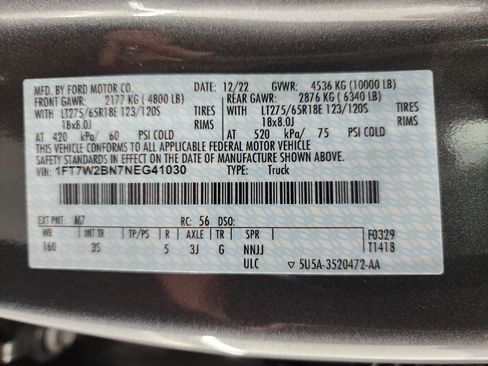 MFD. BY FORD MOTOR CO. 12/22 GVWR: 4536 KG (10000 LB)
FRONT GAWR: 2177 KG ( 4800 LB) REAR GAWR: 2876 KG ( 6340 LB)
LT275/65R18E 123/120S TIRES WITH LT275/65R18E 123/120S TIRES
18x8.0J RIMS 18x8.0J RIMS
AT 420 kPa/ 60 PSI COLD AT 520 kPa/ 75 PSI COLD
THIS VEHICLE CONFORMS TO ALL APPLICABLE FEDERAL MOTOR VEHICLE
SAFETY STANDARDS IN EFFECT ON THE DATE OF MANUFACTURE SHOWN ABOVE.
VIN: 1FT7W2BN7NEG41030 TYPE: Truck
EXT PNT: M7 RC: 56 DSO: F0329
WB INT TR TP/PS R AXLE TR SPR T1418
160 3S 5 3J G NNJJ
ULC ▽ 5U5A-3520472-AA